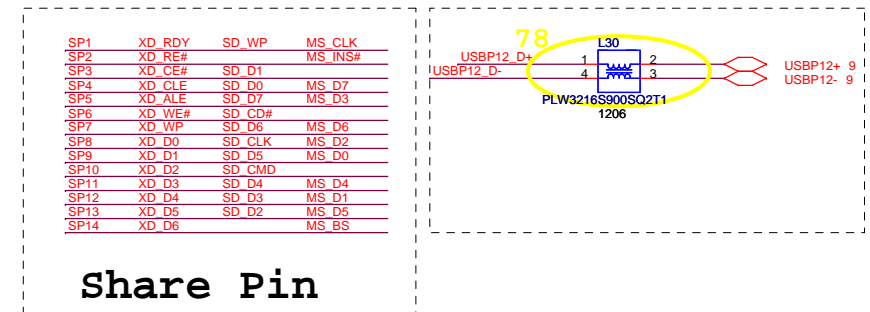 SP1 XD_RDY SD_WP MS_CLK
SP2 XD_RE# MS_INS#
SP3 XD_CE# SD_D1
SP4 XD_CLE SD_D0 MS_D7
SP5 XD_ALE SD_D7 MS_D3
SP6 XD_WE# SD_CD#
SP7 XD_WP SD_D6 MS_D6
SP8 XD_D0 SD_CLK MS_D2
SP9 XD_D1 SD_D5 MS_D0
SP10 XD_D2 SD_CMD
SP11 XD_D3 SD_D4 MS_D4
SP12 XD_D4 SD_D3 MS_D1
SP13 XD_D5 SD_D2 MS_D5
SP14 XD_D6 MS_BS
Share Pin
78
L30
USBP12_D+ 1 2 USBP12+ 9
USBP12_D- 4 3 USBP12- 9
PLW3216S900SQ2T1
1206